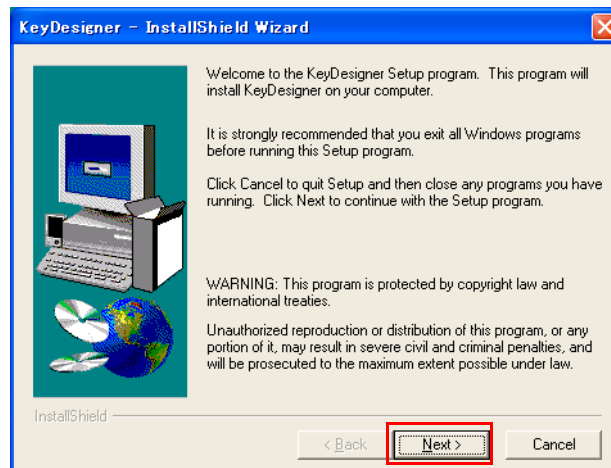 KeyDesigner - InstallShield Wizard
Welcome to the KeyDesigner Setup program. This program will
install KeyDesigner on your computer.
It is strongly recommended that you exit all Windows programs
before running this Setup program.
Click Cancel to quit Setup and then close any programs you have
running. Click Next to continue with the Setup program.
WARNING: This program is protected by copyright law and
international treaties.
Unauthorized reproduction or distribution of this program, or any
portion of it, may result in severe civil and criminal penalties, and
will be prosecuted to the maximum extent possible under law.
InstallShield
< Back Next > Cancel